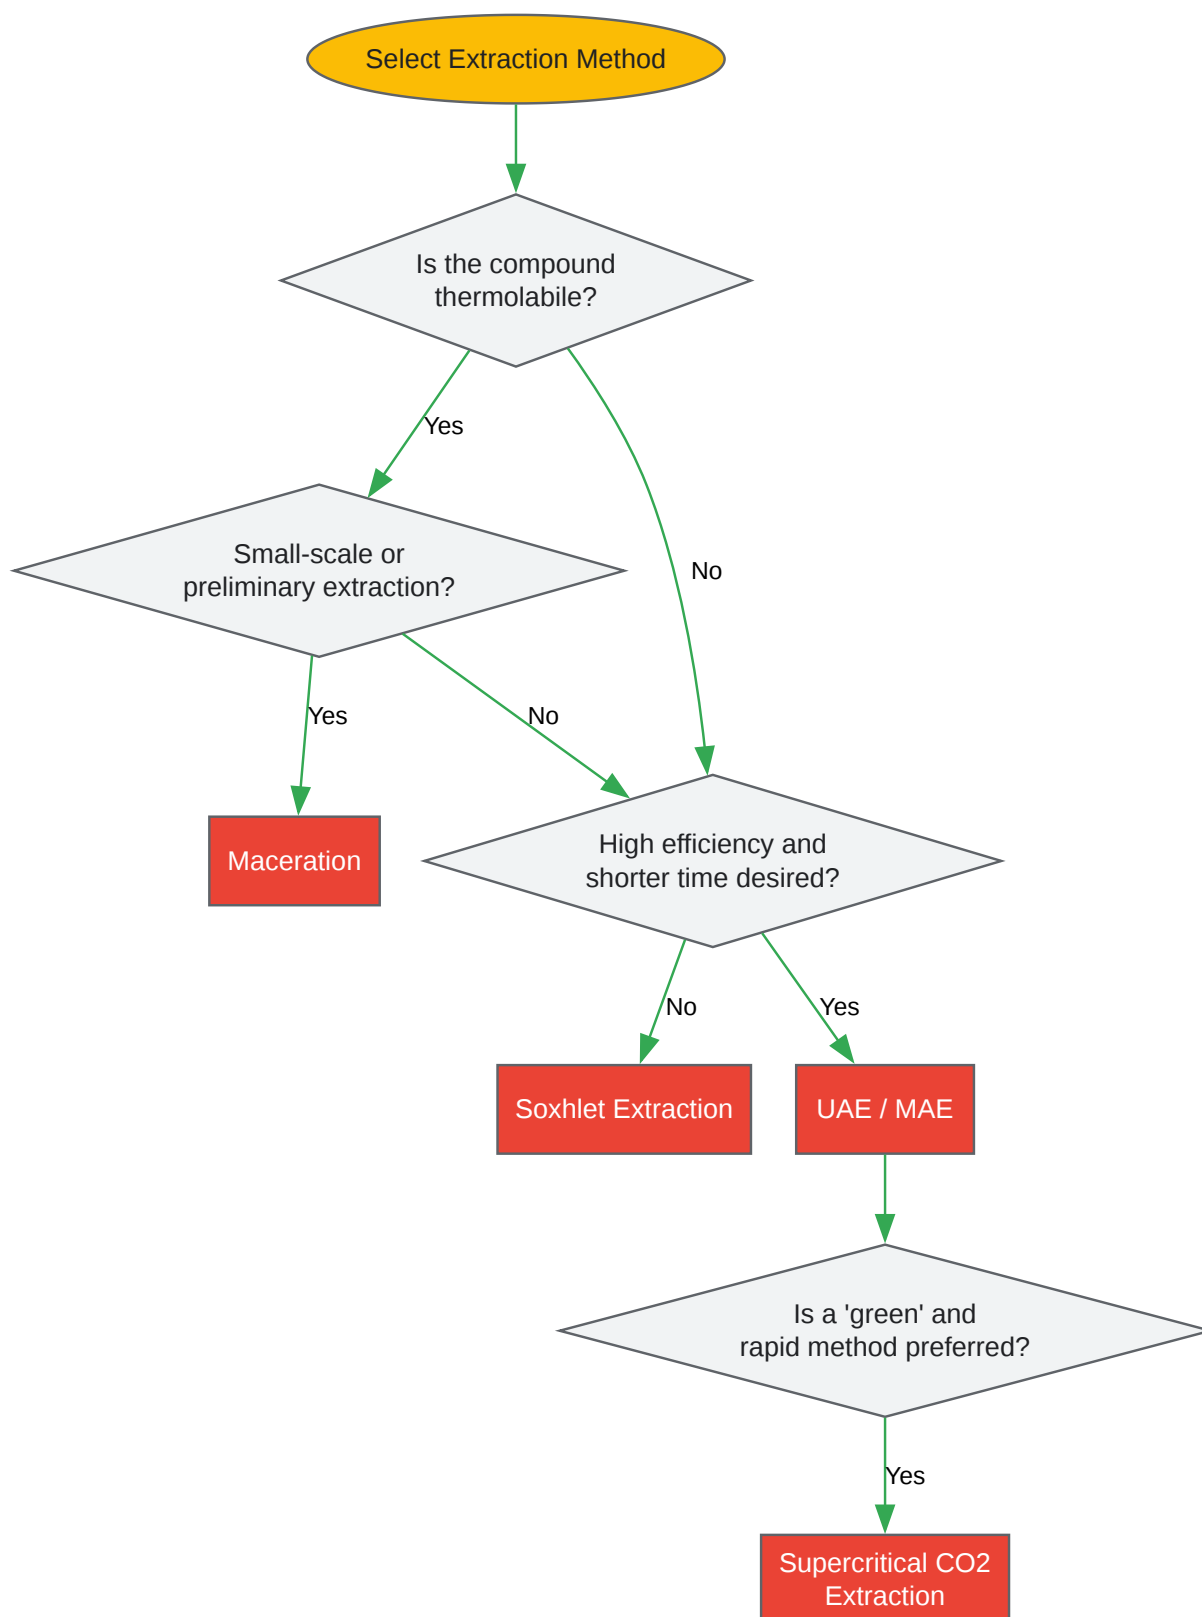 Select Extraction Method
Is the compound
thermolabile?
Yes
Small-scale or
preliminary extraction?
No
Yes
No
Maceration
High efficiency and
shorter time desired?
No
Yes
Soxhlet Extraction
UAE / MAE
Is a 'green' and
rapid method preferred?
Yes
Supercritical CO2
Extraction